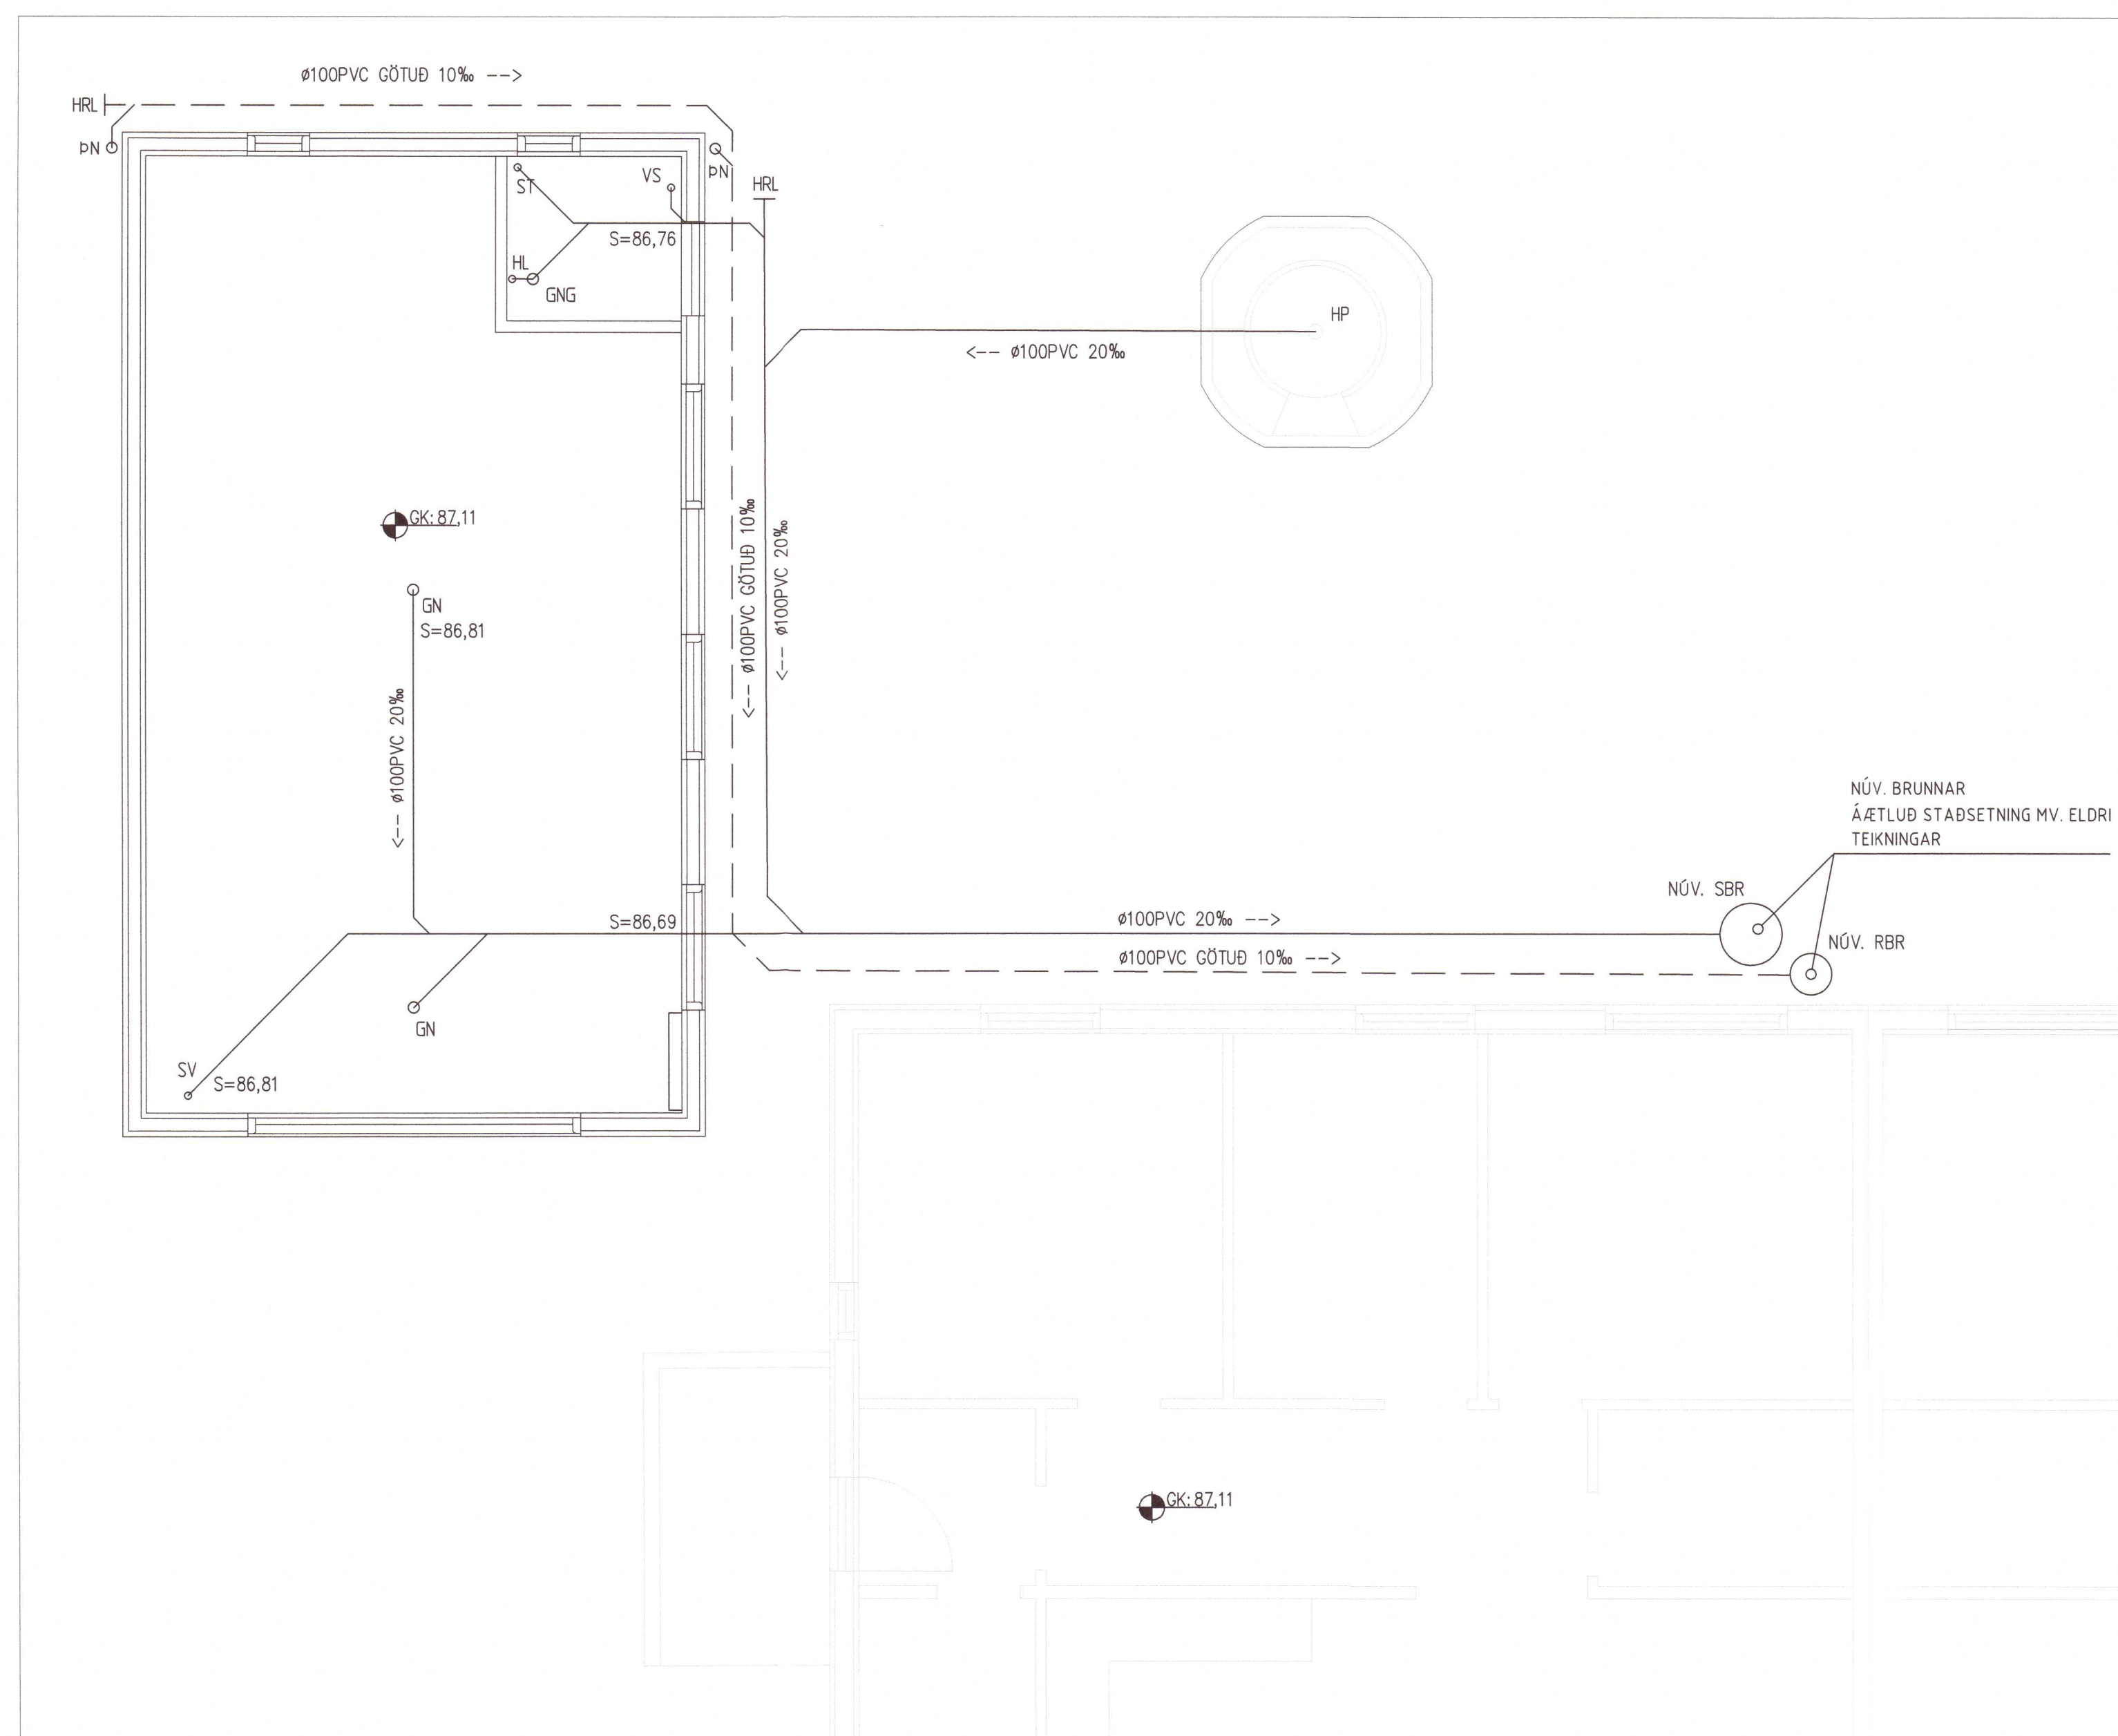 Ø100PVC GÖTUÐ 10‰ -->
HRL
ÞN
ST
VS
ÞN
HRL
S=86,76
HL
GNG
HP
<-- Ø100PVC 20‰
GK: 87,11
GN
S=86,81
<-- Ø100PVC GÖTUÐ 10‰
<-- Ø100PVC 20‰
<-- Ø100PVC 20‰
NÚV. BRUNNAR
ÁÆTLUÐ STAÐSETNING MV. ELDRI
TEIKNINGAR
NÚV. SBR
S=86,69
Ø100PVC 20‰ -->
NÚV. RBR
Ø100PVC GÖTUÐ 10‰ -->
GN
SV
S=86,81
GK: 87,11